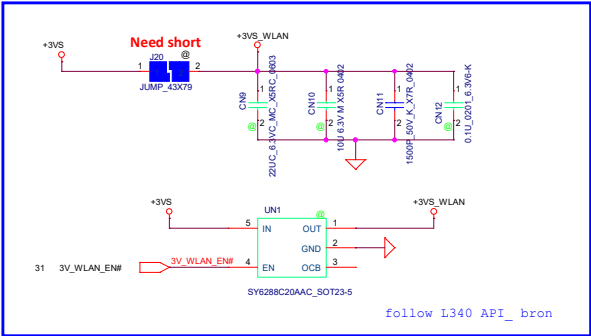 +3VS
Need short
+3VS_WLAN
J20
@
1
2
JUMP_43X79
1
CN9
2
@
22UC_6.3VC_MC_X5RC_0603
1
CN10
2
@
10U 6.3V M X5R 0402
1
CN11
2
1500P_50V_K_X7R_0402
1
CN12
2
@
0.1U_0201_6.3V6-K
+3VS
UN1
@
+3VS_WLAN
5
IN
OUT
1
GND
2
31
3V_WLAN_EN#
3V_WLAN_EN#
4
EN
OCB
3
SY6288C20AAC_SOT23-5
follow L340 API_ bron